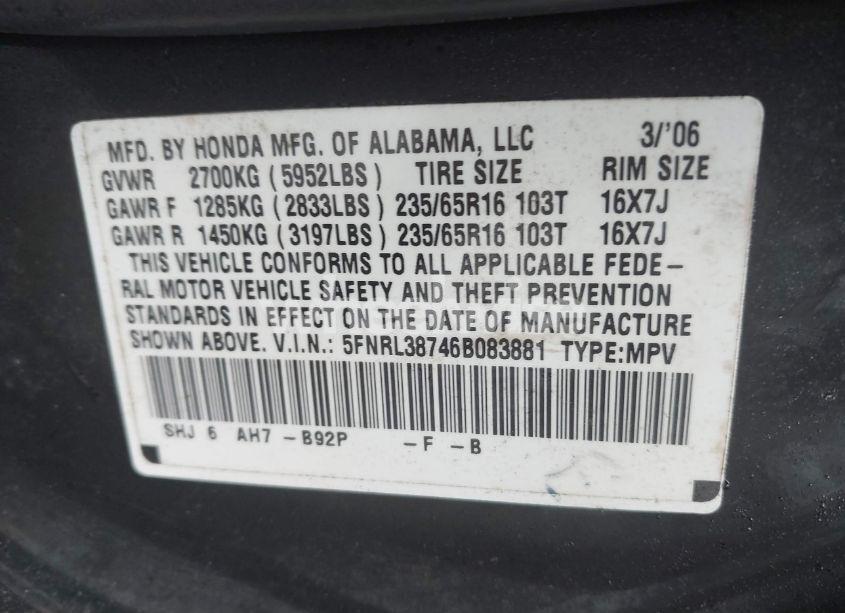 MFD. BY HONDA MFG. OF ALABAMA, LLC 3/'06
GVWR 2700KG (5952LBS) TIRE SIZE RIM SIZE
GAWR F 1285KG (2833LBS) 235/65R16 103T 16X7J
GAWR R 1450KG (3197LBS) 235/65R16 103T 16X7J
THIS VEHICLE CONFORMS TO ALL APPLICABLE FEDE-
RAL MOTOR VEHICLE SAFETY AND THEFT PREVENTION
STANDARDS IN EFFECT ON THE DATE OF MANUFACTURE
SHOWN ABOVE. V.I.N.: 5FNRL38746B083881 TYPE:MPV
SHJ 6 AH7 -B92P -F -B